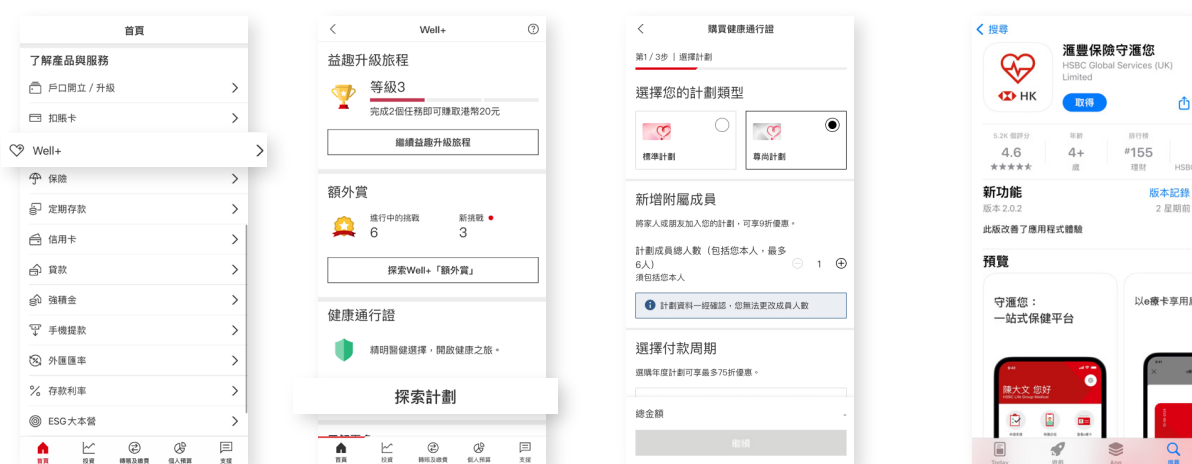 首頁
了解產品與服務
戶口開立 / 升級
扣賬卡
Well+
保險
定期存款
信用卡
貸款
強積金
手機提款
外匯匯率
存款利率
ESG大本營
首頁 投資 轉賬及繳費 個人預算 支援
Well+
益趣升級旅程
等級3
完成2個任務即可賺取港幣20元
繼續益趣升級旅程
額外賞
進行中的挑戰 新挑戰
6 3
探索Well+「額外賞」
健康通行證
精明醫健選擇，開啟健康之旅。
探索計劃
首頁 投資 轉賬及繳費 個人預算 支援
購買健康通行證
第1 / 3步 | 選擇計劃
選擇您的計劃類型
標準計劃 尊尚計劃
新增附屬成員
將家人或朋友加入您的計劃，可享9折優惠。
計劃成員總人數（包括您本人，最多
6人） 1
須包括您本人
計劃資料一經確認，您無法更改成員人數
選擇付款周期
選購年度計劃可享最多75折優惠。
總金額 -
繼續
搜尋
滙豐保險守滙您
HSBC Global Services (UK)
Limited
HK
取得
5.2K 個評分 年齡 排行榜
4.6 4+ #155
★★★★★ 歲 理財 HSBC
新功能 版本記錄
版本 2.0.2 2 星期前
此版改善了應用程式體驗
預覽
守滙您：
一站式保健平台
以e療卡享用
陳大文 您好
Today 遊戲 App 搜尋